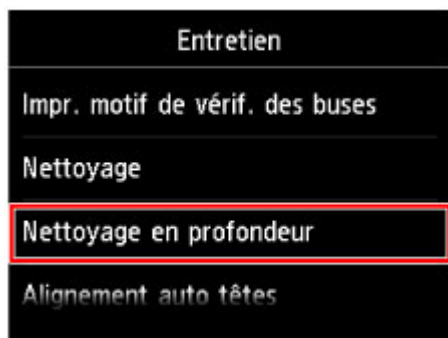 Entretien
Impr. motif de vérif. des buses
Nettoyage
Nettoyage en profondeur
Alignement auto têtes